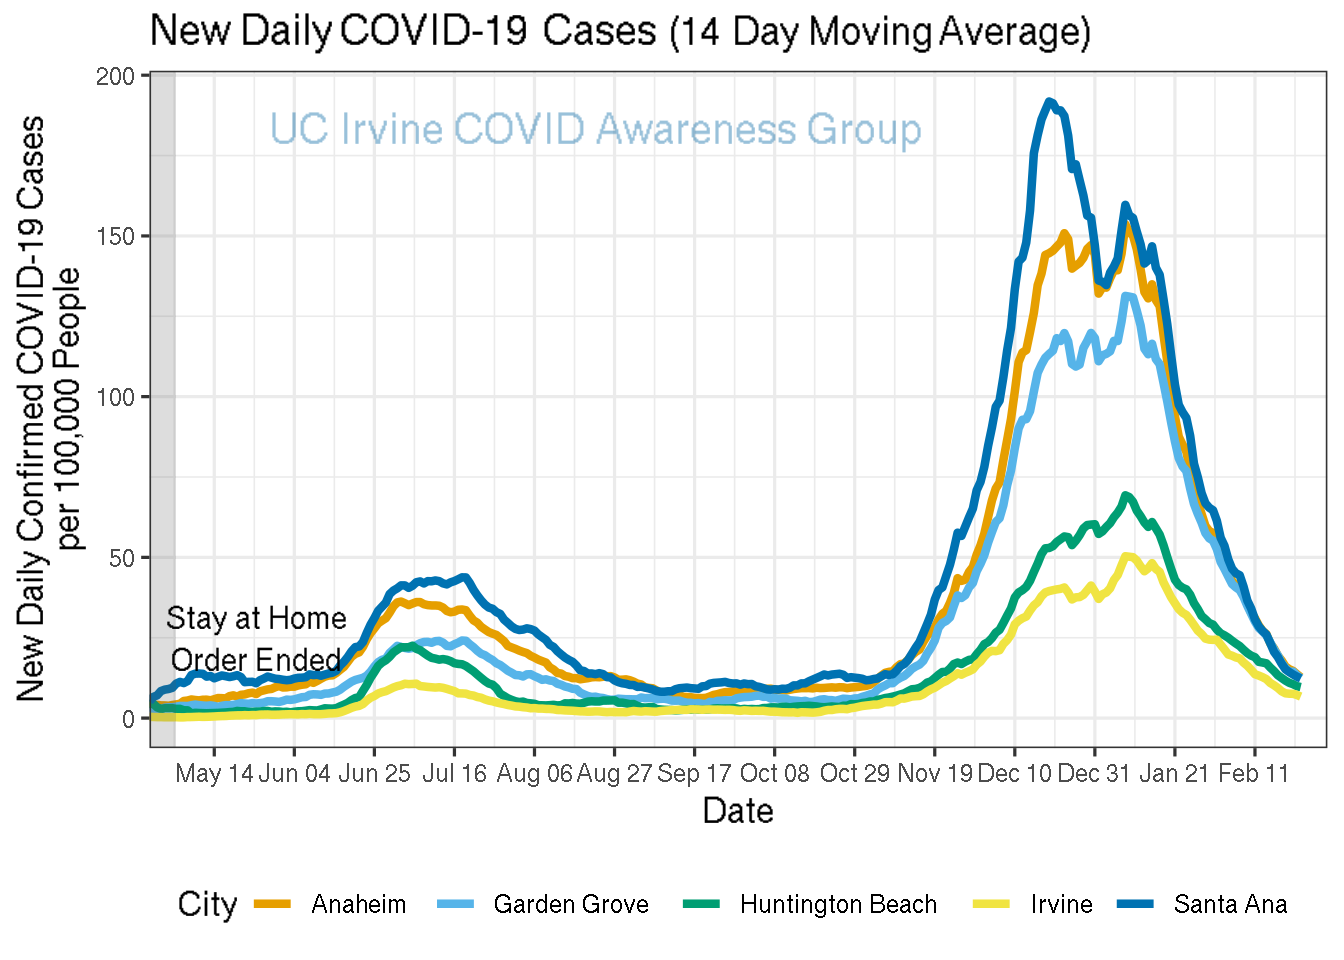 New Daily COVID-19 Cases (14 Day Moving Average)
UC Irvine COVID Awareness Group
New Daily Confirmed COVID-19 Cases
per 100,000 People
200
150
100
50
0
Stay at Home
Order Ended
May 14 Jun 04 Jun 25 Jul 16 Aug 06 Aug 27 Sep 17 Oct 08 Oct 29 Nov 19 Dec 10 Dec 31 Jan 21 Feb 11
Date
City Anaheim Garden Grove Huntington Beach Irvine Santa Ana